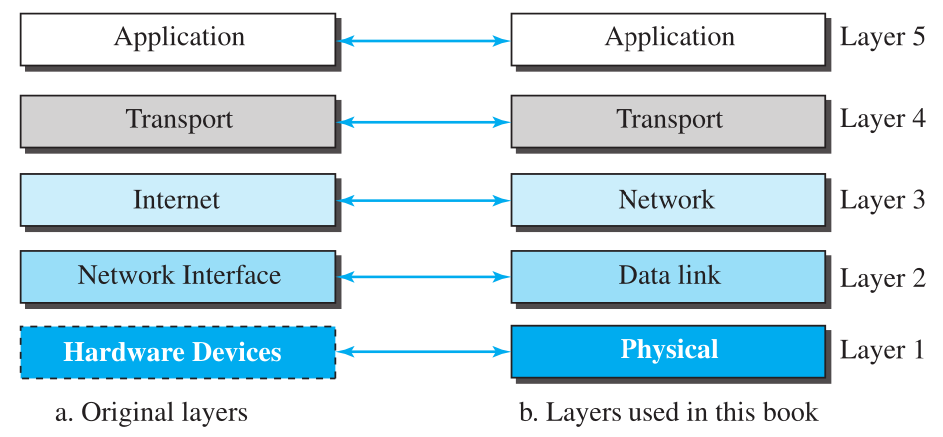 Application Application Layer 5
Transport Transport Layer 4
Internet Network Layer 3
Network Interface Data link Layer 2
Hardware Devices Physical Layer 1
a. Original layers b. Layers used in this book